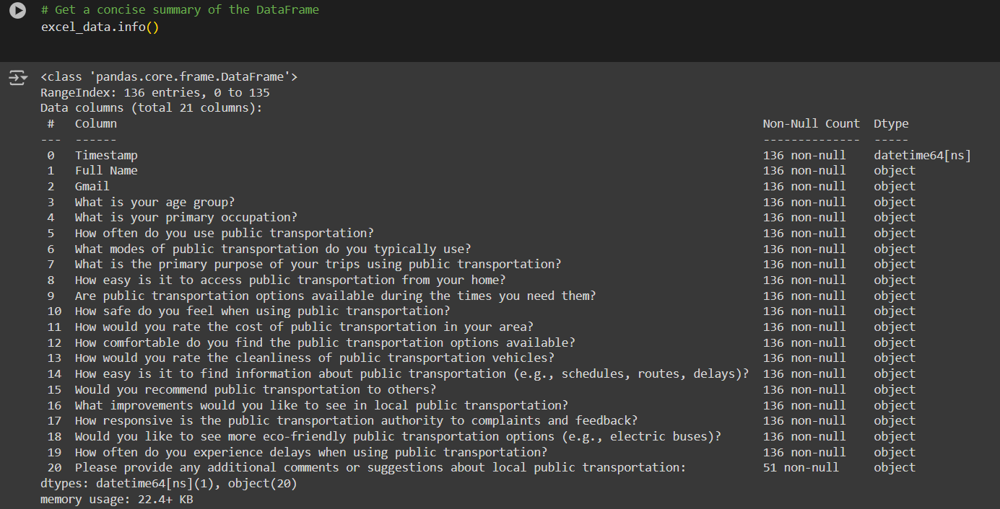 # Get a concise summary of the DataFrame
excel_data.info()
<class 'pandas.core.frame.DataFrame'>
RangeIndex: 136 entries, 0 to 135
Data columns (total 21 columns):
 #   Column                                                                                           Non-Null Count  Dtype
---  ------                                                                                           --------------  -----
 0   Timestamp                                                                                        136 non-null    datetime64[ns]
 1   Full Name                                                                                        136 non-null    object
 2   Gmail                                                                                            136 non-null    object
 3   What is your age group?                                                                          136 non-null    object
 4   What is your primary occupation?                                                                 136 non-null    object
 5   How often do you use public transportation?                                                      136 non-null    object
 6   What modes of public transportation do you typically use?                                        136 non-null    object
 7   What is the primary purpose of your trips using public transportation?                           136 non-null    object
 8   How easy is it to access public transportation from your home?                                   136 non-null    object
 9   Are public transportation options available during the times you need them?                      136 non-null    object
 10  How safe do you feel when using public transportation?                                           136 non-null    object
 11  How would you rate the cost of public transportation in your area?                               136 non-null    object
 12  How comfortable do you find the public transportation options available?                         136 non-null    object
 13  How would you rate the cleanliness of public transportation vehicles?                            136 non-null    object
 14  How easy is it to find information about public transportation (e.g., schedules, routes, delays)?  136 non-null    object
 15  Would you recommend public transportation to others?                                             136 non-null    object
 16  What improvements would you like to see in local public transportation?                          136 non-null    object
 17  How responsive is the public transportation authority to complaints and feedback?                136 non-null    object
 18  Would you like to see more eco-friendly public transportation options (e.g., electric buses)?    136 non-null    object
 19  How often do you experience delays when using public transportation?                             136 non-null    object
 20  Please provide any additional comments or suggestions about local public transportation:         51 non-null     object
dtypes: datetime64[ns](1), object(20)
memory usage: 22.4+ KB